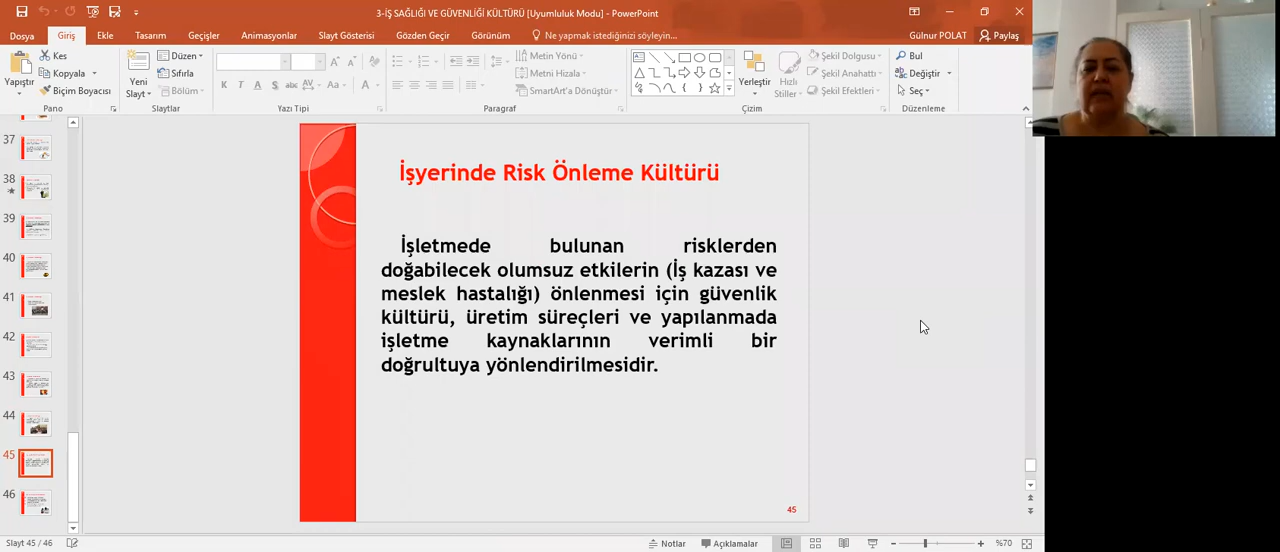 3-İŞ SAĞLIĞI VE GÜVENLİĞİ KÜLTÜRÜ [Uyumluluk Modu] - PowerPoint
Dosya Giriş Ekle Tasarım Geçişler Animasyonlar Slayt Gösterisi Gözden Geçir Görünüm Ne yapmak istediğinizi söyleyin... Gülnur POLAT Paylaş
Yapıştır
Kes
Kopyala
Biçim Boyacısı
Pano
Yeni Slayt
Düzen
Sıfırla
Bölüm
Slaytlar
K T A S abc AV Aa A
Yazı Tipi
Metin Yönü
Metni Hizala
SmartArt'a Dönüştür
Paragraf
Yerleştir
Hızlı Stiller
Şekil Dolgusu
Şekil Anahattı
Şekil Efektleri
Çizim
Bul
Değiştir
Seç
Düzenleme
37
38
39
40
41
42
43
44
45
46
İşyerinde Risk Önleme Kültürü
İşletmede bulunan risklerden
doğabilecek olumsuz etkilerin (İş kazası ve
meslek hastalığı) önlenmesi için güvenlik
kültürü, üretim süreçleri ve yapılanmada
işletme kaynaklarının verimli bir
doğrultuya yönlendirilmesidir.
45
Slayt 45 / 46
Notlar Açıklamalar %70